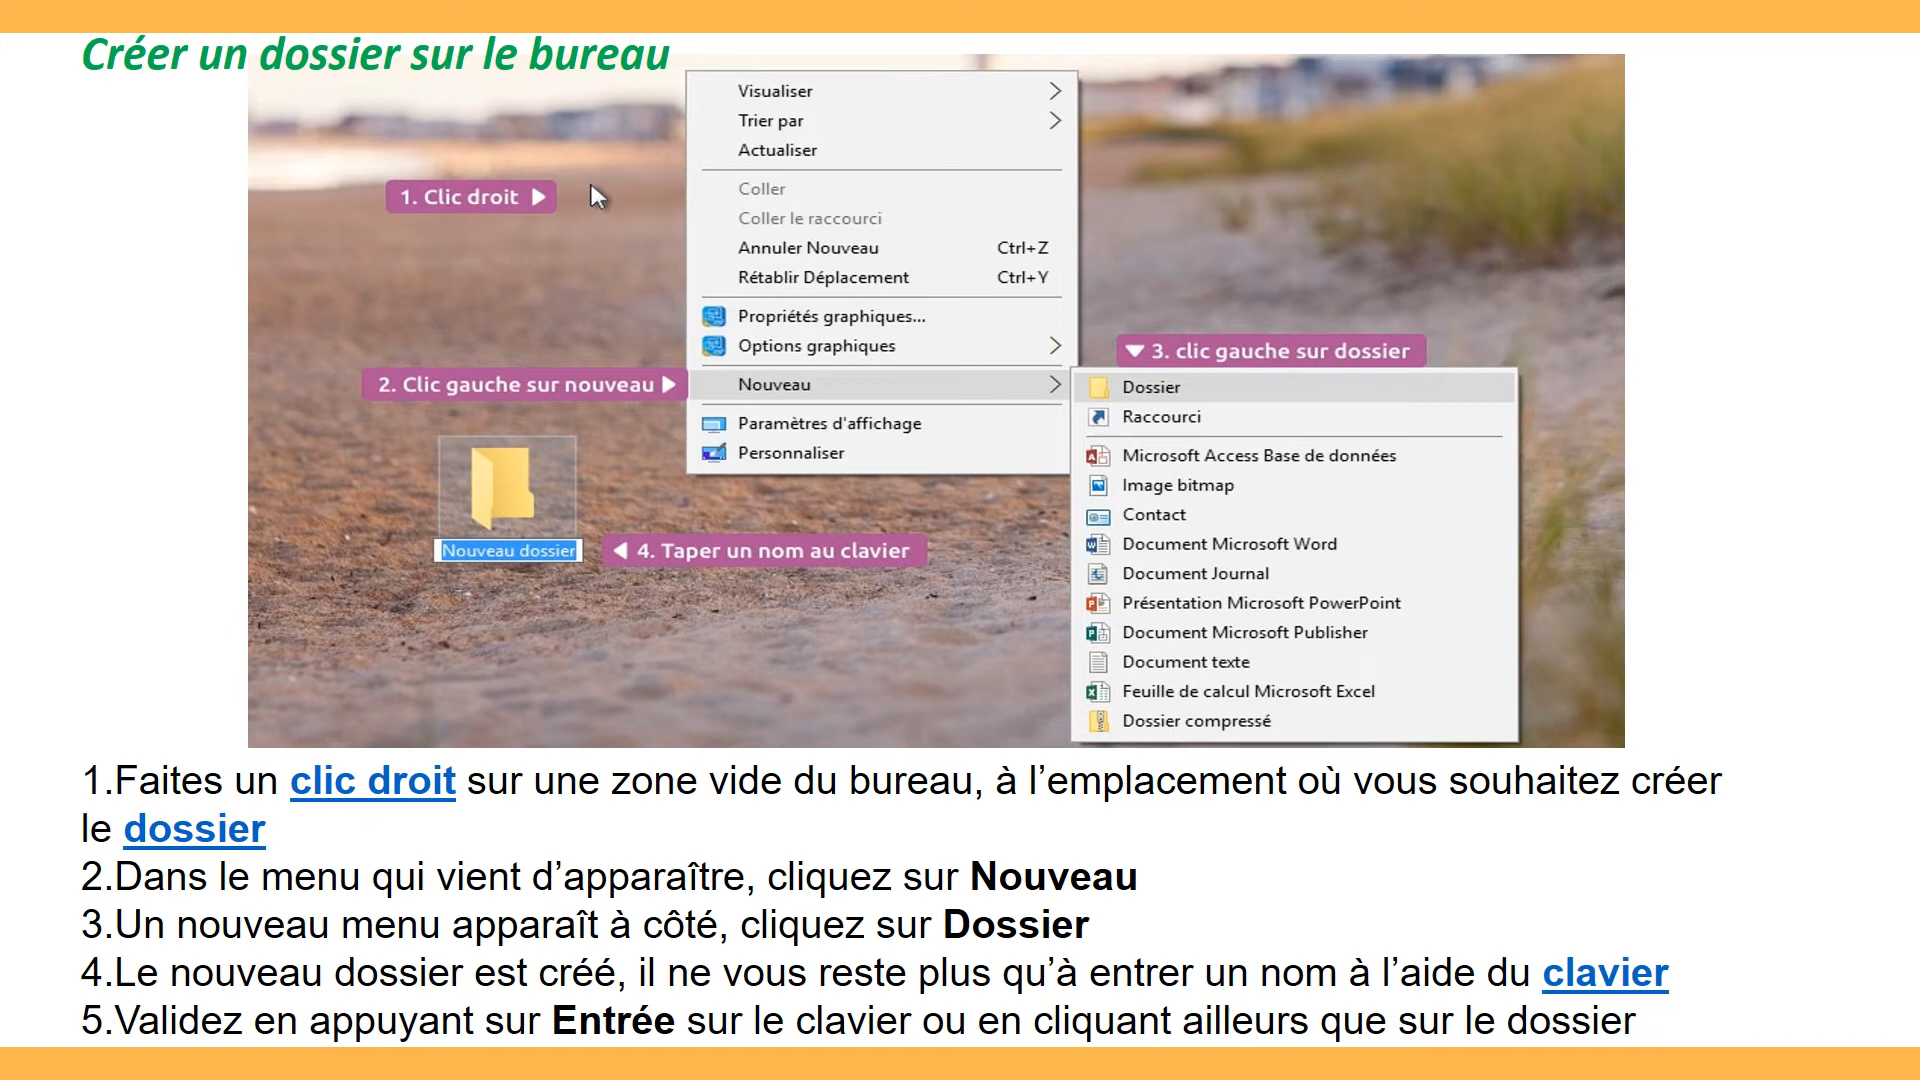 Créer un dossier sur le bureau
Visualiser
Trier par
Actualiser
Coller
Coller le raccourci
Annuler Nouveau Ctrl+Z
Rétablir Déplacement Ctrl+Y
Propriétés graphiques...
Options graphiques
Nouveau
Paramètres d'affichage
Personnaliser
1. Clic droit
2. Clic gauche sur nouveau
3. clic gauche sur dossier
Dossier
Raccourci
Microsoft Access Base de données
Image bitmap
Contact
Document Microsoft Word
Document Journal
Présentation Microsoft PowerPoint
Document Microsoft Publisher
Document texte
Feuille de calcul Microsoft Excel
Dossier compressé
Nouveau dossier
4. Taper un nom au clavier
1.Faites un clic droit sur une zone vide du bureau, à l’emplacement où vous souhaitez créer
le dossier
2.Dans le menu qui vient d’apparaître, cliquez sur Nouveau
3.Un nouveau menu apparaît à côté, cliquez sur Dossier
4.Le nouveau dossier est créé, il ne vous reste plus qu’à entrer un nom à l’aide du clavier
5.Validez en appuyant sur Entrée sur le clavier ou en cliquant ailleurs que sur le dossier